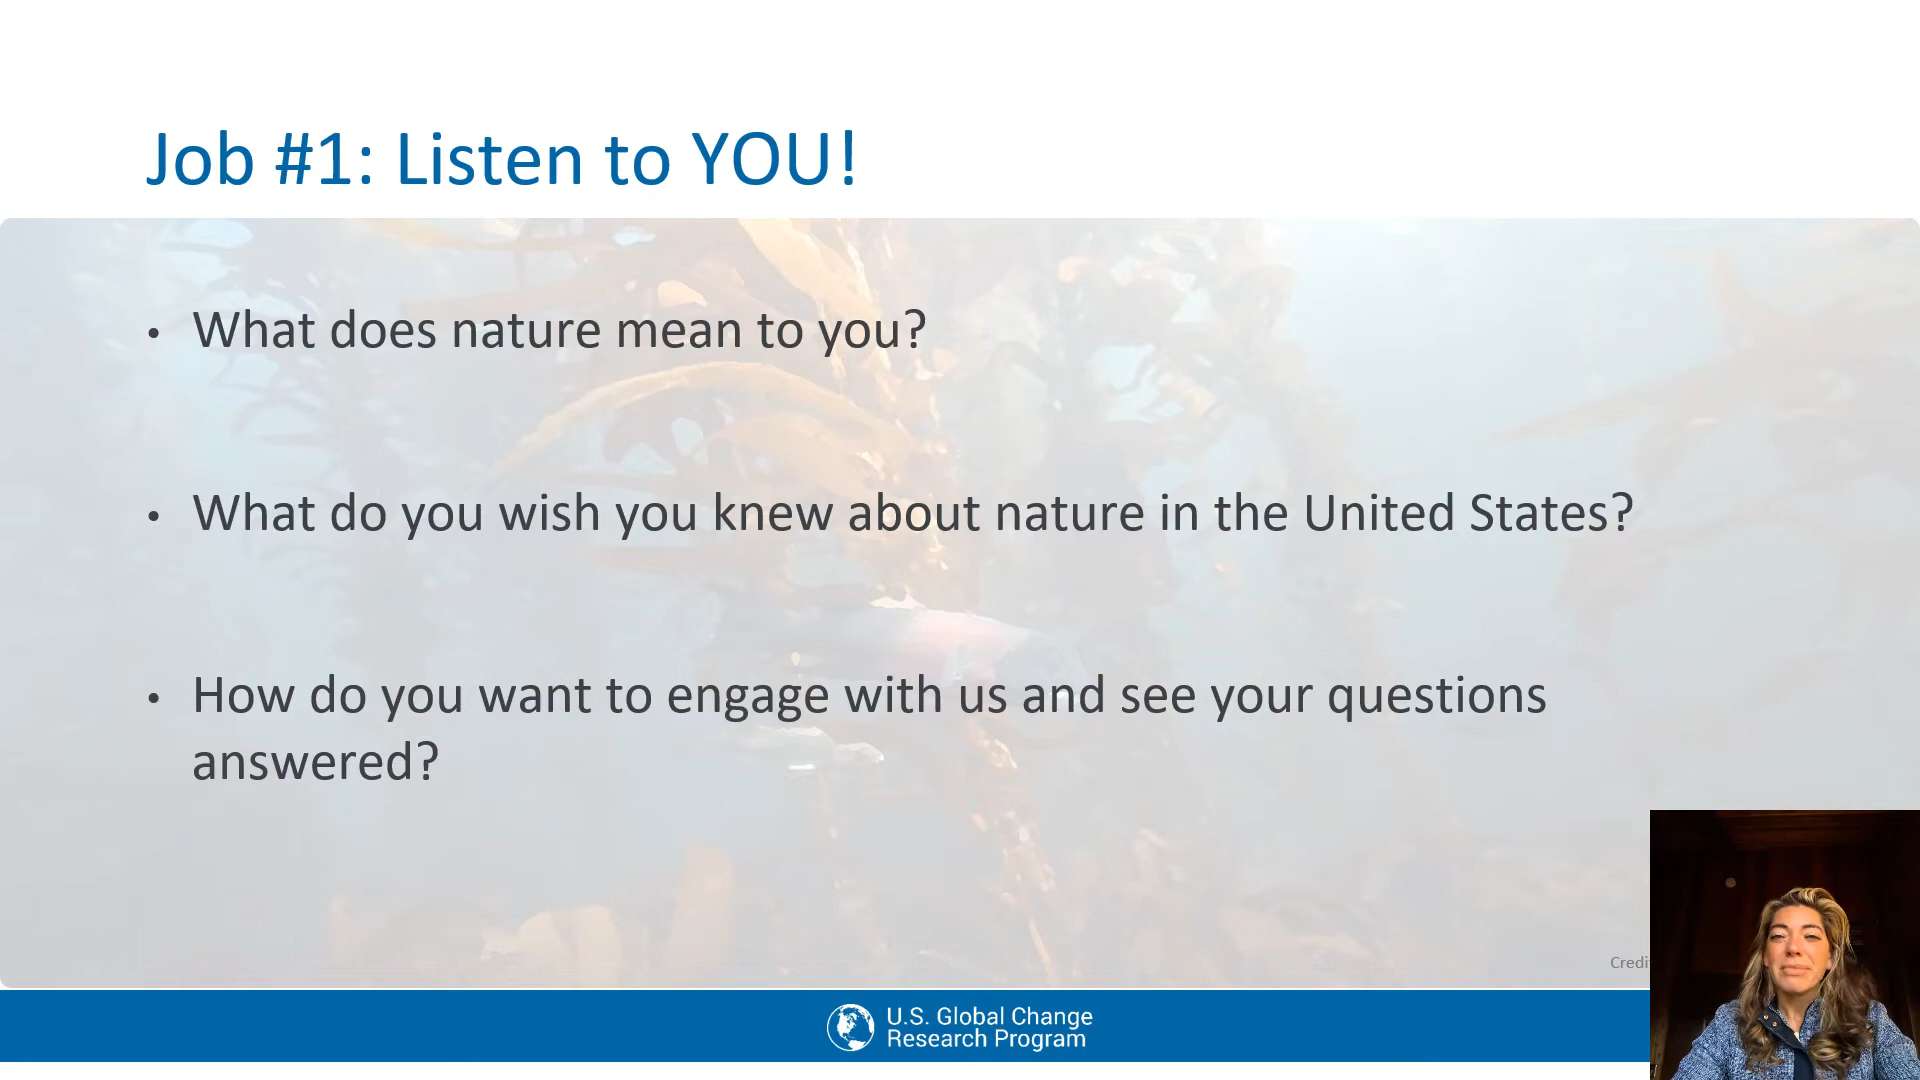 Job #1: Listen to YOU!
• What does nature mean to you?
• What do you wish you knew about nature in the United States?
• How do you want to engage with us and see your questions
answered?
U.S. Global Change
Research Program